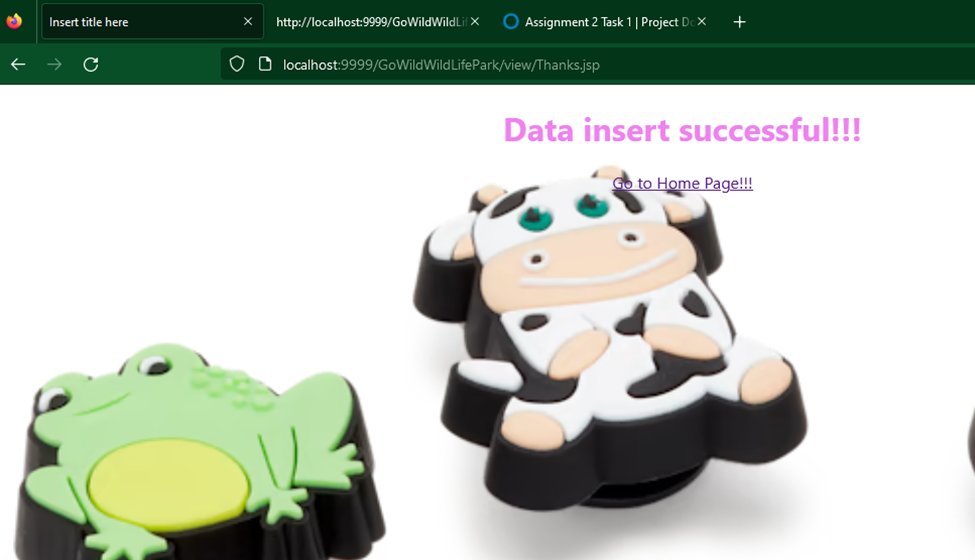 Insert title here
http://localhost:9999/GoWildWildLif
Assignment 2 Task 1 | Project Do
localhost:9999/GoWildWildLifePark/view/Thanks.jsp
Data insert successful!!!
Go to Home Page!!!